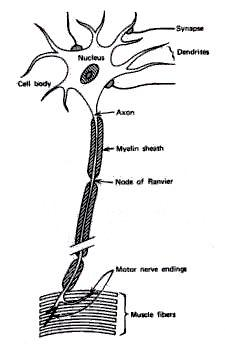 Synapse
Nucleus
Dendrites
Cell body
Axon
Myelin sheath
Node of Ranvier
Motor nerve endings
Muscle fibers